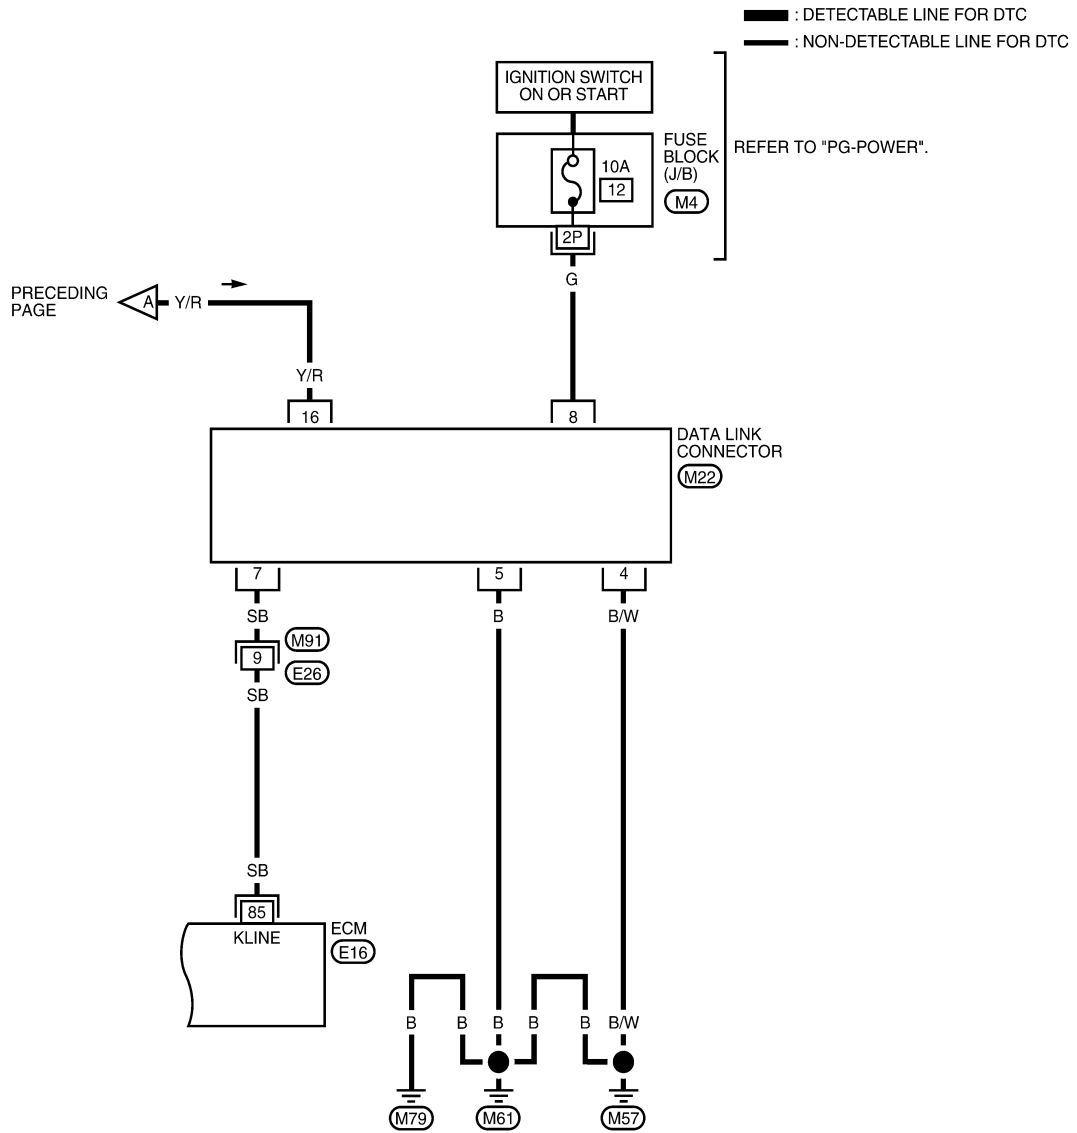 : DETECTABLE LINE FOR DTC
: NON-DETECTABLE LINE FOR DTC
IGNITION SWITCH
ON OR START
FUSE
BLOCK
(J/B)
M4
REFER TO "PG-POWER".
10A
12
2P
G
PRECEDING
PAGE
A
Y/R
Y/R
16
8
DATA LINK
CONNECTOR
M22
7
5
4
SB
B
B/W
M91
9
E26
SB
SB
85
KLINE
ECM
E16
B
B
B
B
B
B/W
M79
M61
M57